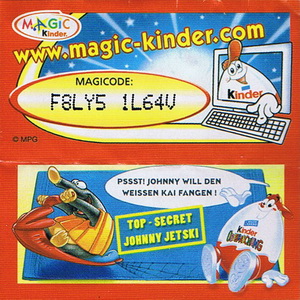 MAGIC
Kinder
www.magic-kinder.com
MAGICODE:
Kinder
F8LY5 1L64V
© MPG
PSSST! JOHNNY WILL DEN
WEISSEN KAI FANGEN !
TOP - SECRET
JOHNNY JETSKI
Kinder